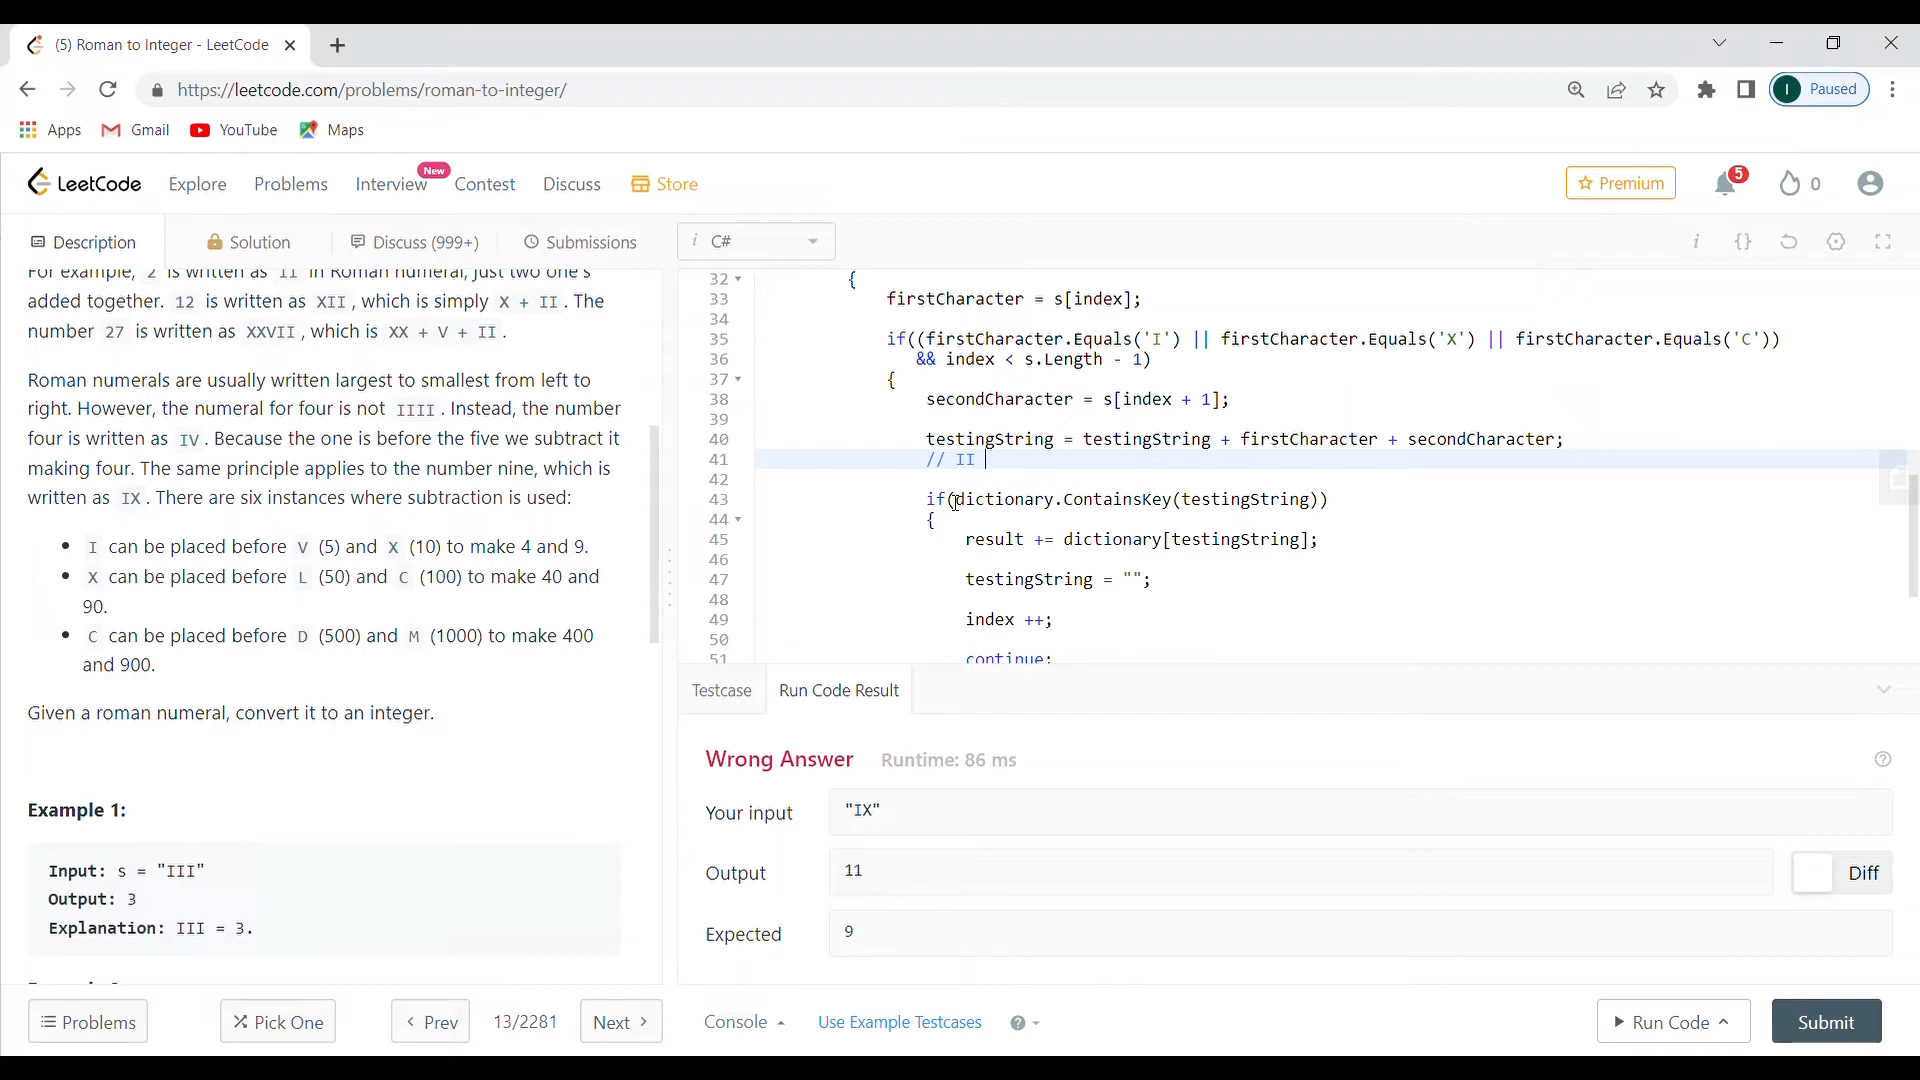 (5) Roman to Integer - LeetCode
https://leetcode.com/problems/roman-to-integer/
I Paused
Apps Gmail YouTube Maps
LeetCode Explore Problems Interview New Contest Discuss Store Premium 5 0
Description Solution Discuss (999+) Submissions
i C#
For example, 2 is written as II in Roman numeral, just two one's
added together. 12 is written as XII, which is simply X + II. The
number 27 is written as XXVII, which is XX + V + II.
Roman numerals are usually written largest to smallest from left to
right. However, the numeral for four is not IIII. Instead, the number
four is written as IV. Because the one is before the five we subtract it
making four. The same principle applies to the number nine, which is
written as IX. There are six instances where subtraction is used:
• I can be placed before V (5) and X (10) to make 4 and 9.
• X can be placed before L (50) and C (100) to make 40 and
90.
• C can be placed before D (500) and M (1000) to make 400
and 900.
Given a roman numeral, convert it to an integer.
Example 1:
Input: s = "III"
Output: 3
Explanation: III = 3.
Problems Pick One Prev 13/2281 Next
i {}
32 {
33 firstCharacter = s[index];
34
35 if((firstCharacter.Equals('I') || firstCharacter.Equals('X') || firstCharacter.Equals('C'))
36 && index < s.Length - 1)
37 {
38 secondCharacter = s[index + 1];
39
40 testingString = testingString + firstCharacter + secondCharacter;
41 // II
42
43 if(dictionary.ContainsKey(testingString))
44 {
45 result += dictionary[testingString];
46
47 testingString = "";
48
49 index ++;
50
51 continue;
Testcase Run Code Result
Wrong Answer Runtime: 86 ms
Your input "IX"
Output 11 Diff
Expected 9
Console Use Example Testcases Run Code Submit